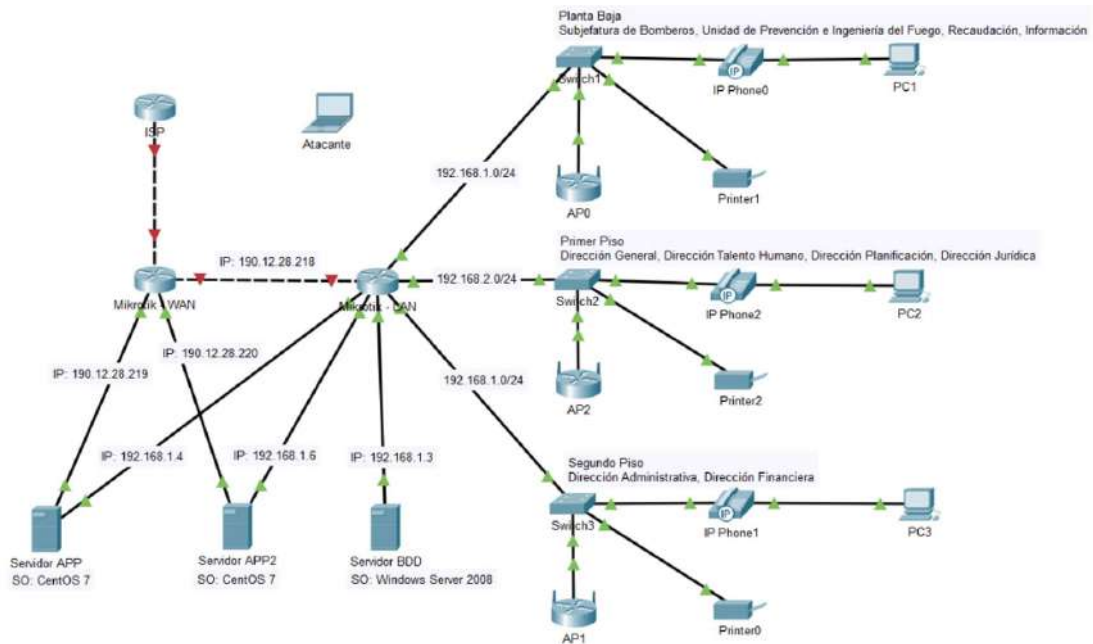 Planta Baja
Subjefatura de Bomberos, Unidad de Prevención e Ingeniería del Fuego, Recaudación, Información
Switch1
IP Phone0
PC1
ISP
Atacante
192.168.1.0/24
AP0
Printer1
Primer Piso
Dirección General, Dirección Talento Humano, Dirección Planificación, Dirección Jurídica
IP: 190.12.28.218
192.168.2.0/24
Mikrotik - WAN
Mikrotik - LAN
Switch2
IP Phone2
PC2
IP: 190.12.28.220
IP: 190.12.28.219
192.168.1.0/24
AP2
Printer2
IP: 192.168.1.4
IP: 192.168.1.6
IP: 192.168.1.3
Segundo Piso
Dirección Administrativa, Dirección Financiera
Switch3
IP Phone1
PC3
Servidor APP
SO: CentOS 7
Servidor APP2
SO: CentOS 7
Servidor BDD
SO: Windows Server 2008
AP1
Printer0